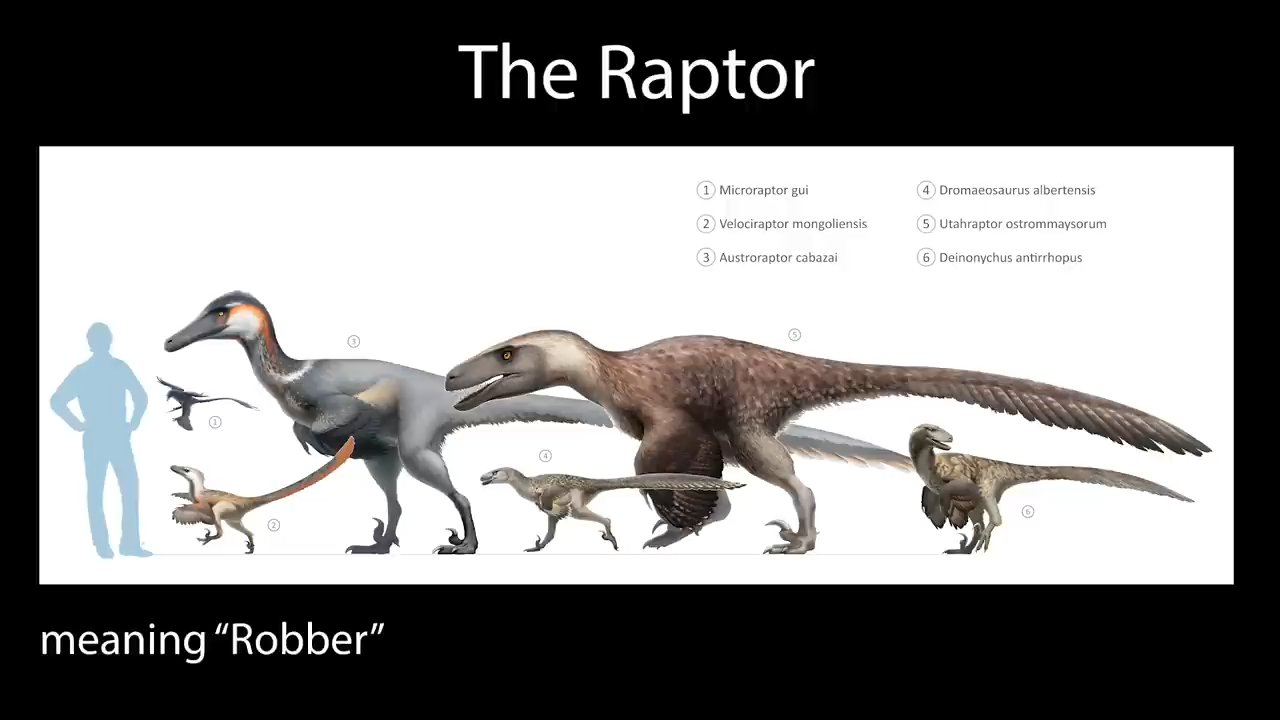 The Raptor
1 Microraptor gui
2 Velociraptor mongoliensis
3 Austroraptor cabazai
4 Dromaeosaurus albertensis
5 Utahraptor ostrommaysorum
6 Deinonychus antirrhopus
3
5
1
4
2
6
meaning “Robber”